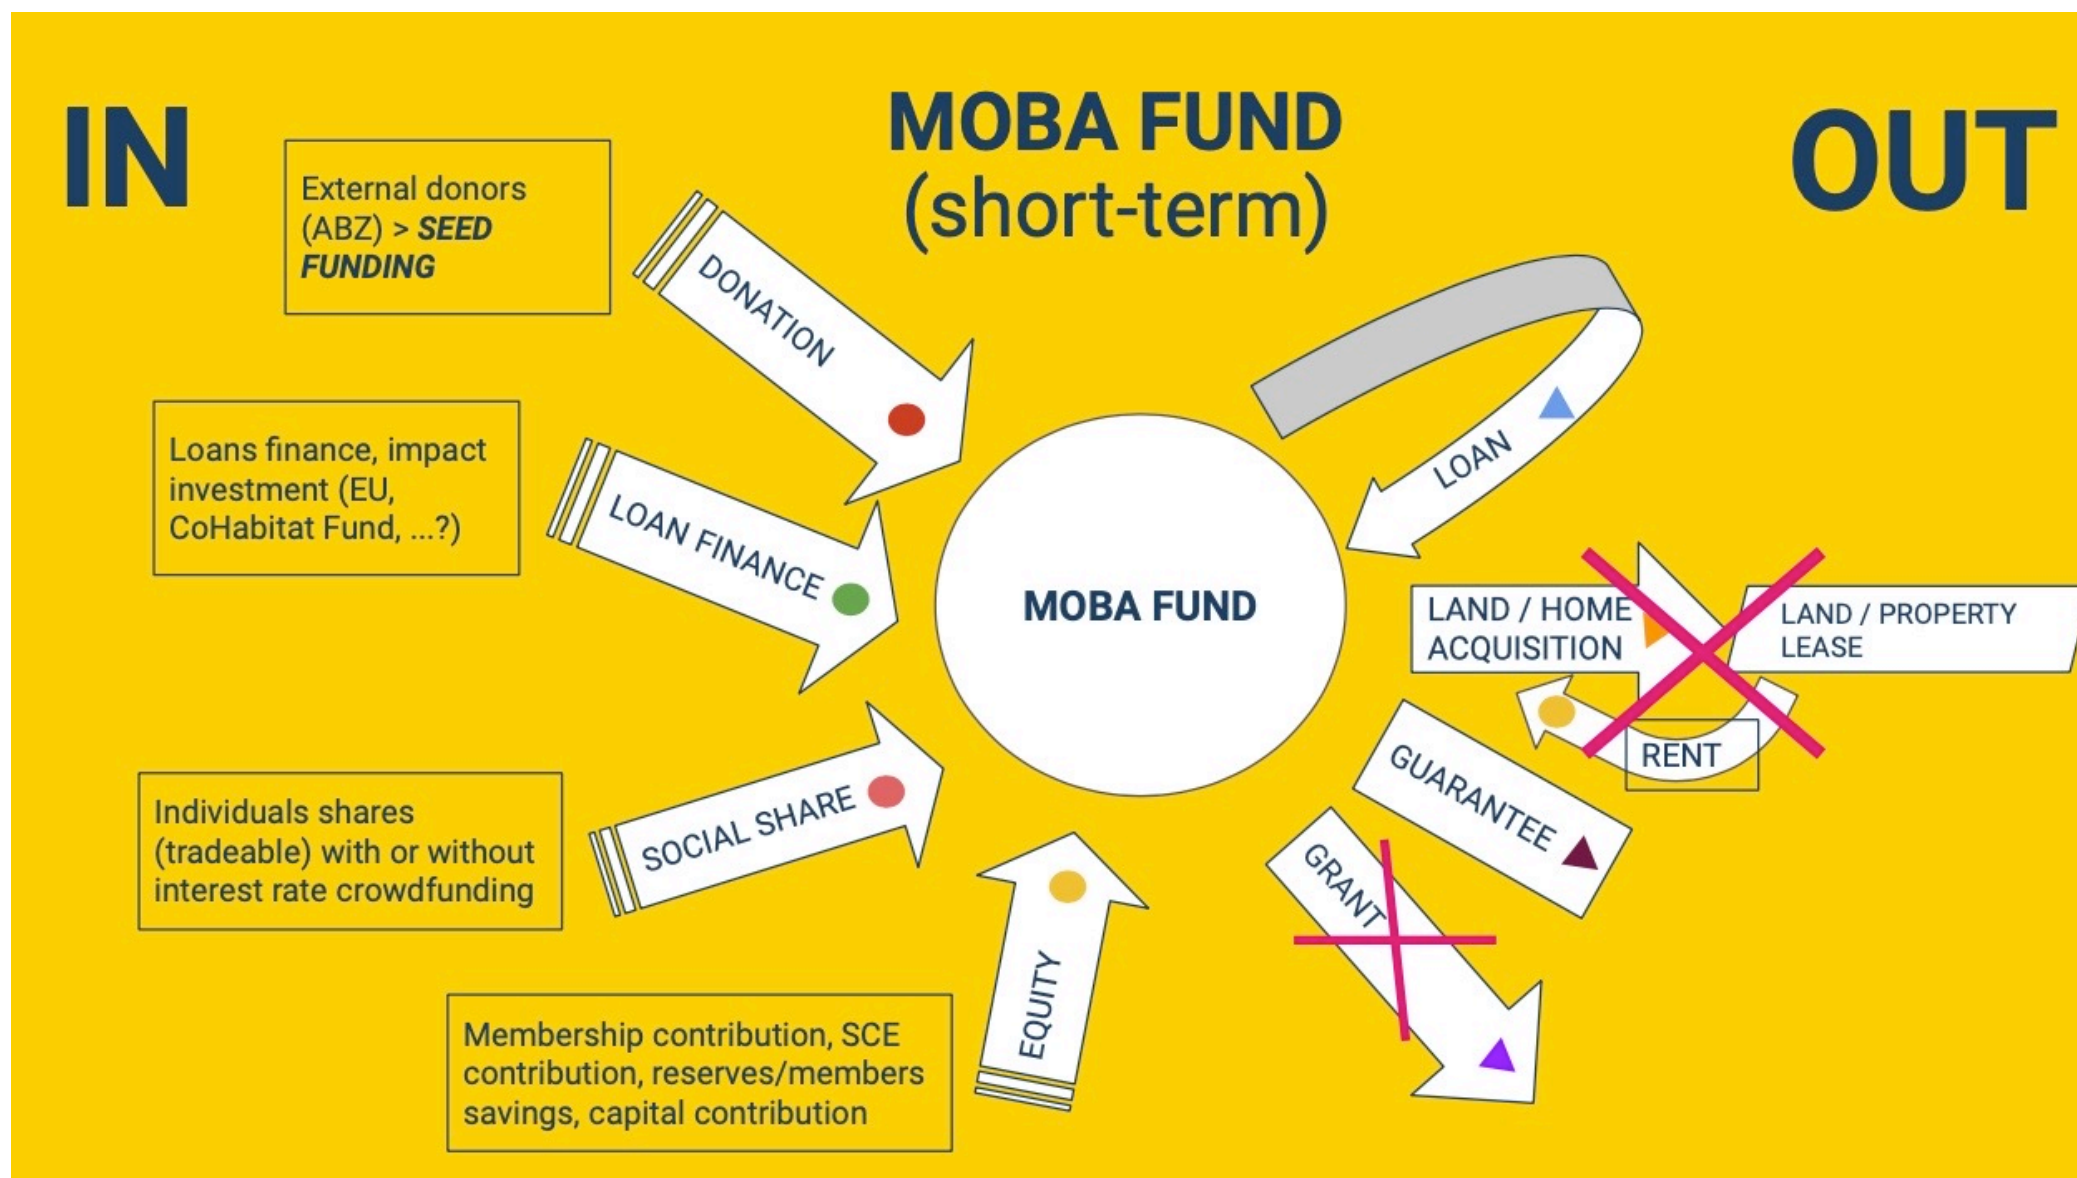 IN
MOBA FUND
(short-term)
OUT
External donors
(ABZ) > SEED
FUNDING
DONATION
Loans finance, impact
investment (EU,
CoHabitat Fund, ...?)
LOAN FINANCE
Individuals shares
(tradeable) with or without
interest rate crowdfunding
SOCIAL SHARE
Membership contribution, SCE
contribution, reserves/members
savings, capital contribution
EQUITY
MOBA FUND
LOAN
LAND / HOME
ACQUISITION
LAND / PROPERTY
LEASE
RENT
GUARANTEE
GRANT